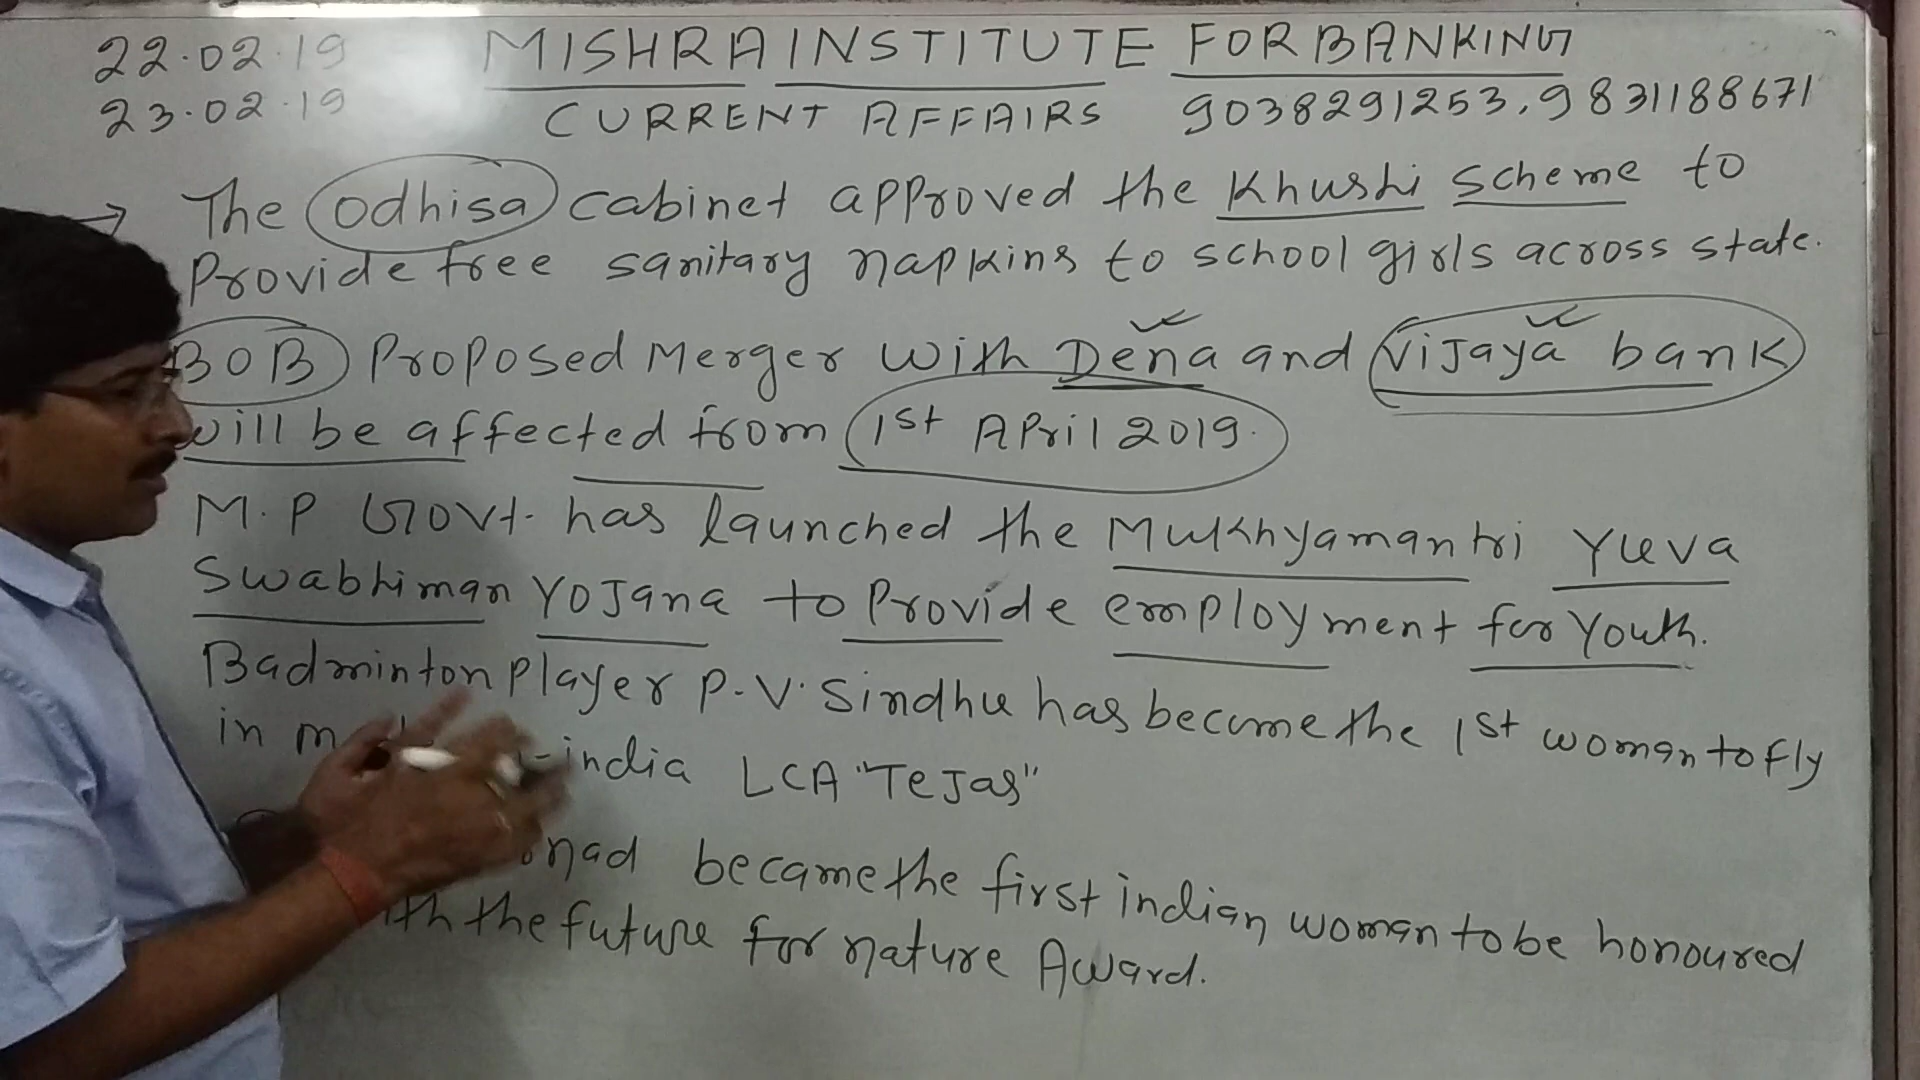 22.02.19 MISHRA INSTITUTE FOR BANKING
23.02.19 CURRENT AFFAIRS 9038291253, 9831188671
→ The Odhisa cabinet approved the Khushi Scheme to
Provide free sanitary napkins to school girls across state.
BOB Proposed Merger with Dena and Vijaya bank
will be affected from 1st April 2019.
M.P Govt. has launched the Mukhyamantri Yuva
Swabhiman Yojana to Provide employment for Youth.
Badminton Player P.V. Sindhu has become the 1st woman to fly
in india LCA "Tejas"
became the first indian woman to be honoured
the future for nature Award.